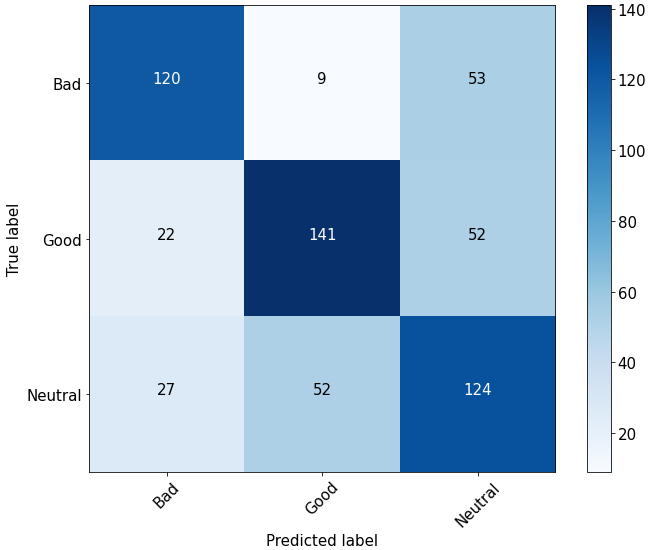 140
Bad 120 9 53
120
100
True label
Good 22 141 52
80
60
Neutral 27 52 124
40
20
Bad Good Neutral
Predicted label